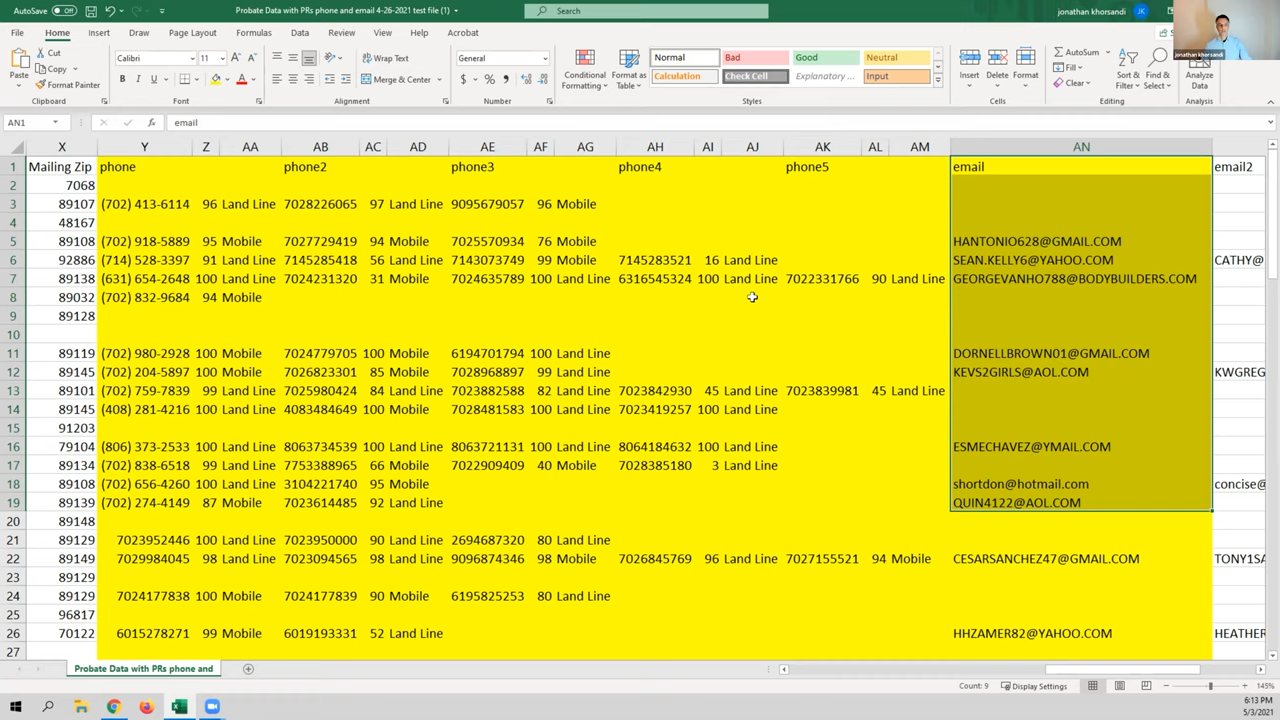 AutoSave Off Probate Data with PRs phone and email 4-26-2021 test file (1) Search jonathan khorsandi JK
File Home Insert Draw Page Layout Formulas Data Review View Help Acrobat
jonathan khorsandi
Paste Cut Copy Format Painter Clipboard
Calibri 11 B I U A Font
Wrap Text Merge & Center Alignment
General $ % Number
Conditional Formatting Format as Table Normal Bad Good Neutral Calculation Check Cell Explanatory ... Input Styles
Insert Delete Format Cells
AutoSum Fill Clear Sort & Filter Find & Select Editing
Analyze Data Analysis
AN1 fx email
X Y Z AA AB AC AD AE AF AG AH AI AJ AK AL AM AN
1 Mailing Zip phone phone2 phone3 phone4 phone5 email email2
2 7068
3 89107 (702) 413-6114 96 Land Line 7028226065 97 Land Line 9095679057 96 Mobile
4 48167
5 89108 (702) 918-5889 95 Mobile 7027729419 94 Mobile 7025570934 76 Mobile HANTONIO628@GMAIL.COM
6 92886 (714) 528-3397 91 Land Line 7145285418 56 Land Line 7143073749 99 Mobile 7145283521 16 Land Line SEAN.KELLY6@YAHOO.COM CATHY@
7 89138 (631) 654-2648 100 Land Line 7024231320 31 Mobile 7024635789 100 Land Line 6316545324 100 Land Line 7022331766 90 Land Line GEORGEVANHO788@BODYBUILDERS.COM
8 89032 (702) 832-9684 94 Mobile
9 89128
10
11 89119 (702) 980-2928 100 Mobile 7024779705 100 Mobile 6194701794 100 Land Line DORNELLBROWN01@GMAIL.COM
12 89145 (702) 204-5897 100 Mobile 7026823301 85 Mobile 7028968897 99 Land Line KEVS2GIRLS@AOL.COM KWGREG
13 89101 (702) 759-7839 99 Land Line 7025980424 84 Mobile 7023882588 82 Land Line 7023842930 45 Land Line 7023839981 45 Land Line
14 89145 (408) 281-4216 100 Mobile 4083484649 100 Mobile 7028481583 100 Land Line 7023419257 100 Land Line
15 91203
16 79104 (806) 373-2533 100 Land Line 8063734539 100 Land Line 8063721131 100 Land Line 8064184632 100 Land Line ESMECHAVEZ@YMAIL.COM
17 89134 (702) 838-6518 99 Land Line 7753388965 66 Mobile 7022909409 40 Mobile 7028385180 3 Land Line
18 89108 (702) 656-4260 100 Land Line 3104221740 95 Mobile shortdon@hotmail.com concise@
19 89139 (702) 274-4149 87 Mobile 7023614485 92 Land Line QUIN4122@AOL.COM
20 89148
21 89129 7023952446 100 Land Line 7023950000 90 Land Line 2694687320 80 Land Line
22 89149 7029984045 98 Land Line 7023094565 98 Land Line 9096874346 98 Mobile 7026845769 96 Land Line 7027155521 94 Mobile CESARSANCHEZ47@GMAIL.COM TONY1SA
23 89129
24 89129 7024177838 100 Mobile 7024177839 90 Mobile 6195825253 80 Land Line
25 96817
26 70122 6015278271 99 Mobile 6019193331 52 Land Line HHZAMER82@YAHOO.COM HEATHER
27
Probate Data with PRs phone and
Count: 9 Display Settings 145%
6:13 PM
5/3/2021